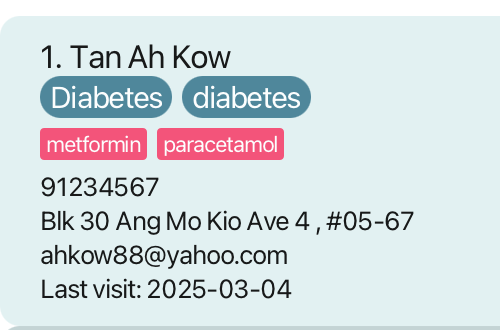 1. Tan Ah Kow
Diabetes diabetes
metformin paracetamol
91234567
Blk 30 Ang Mo Kio Ave 4 , #05-67
ahkow88@yahoo.com
Last visit: 2025-03-04